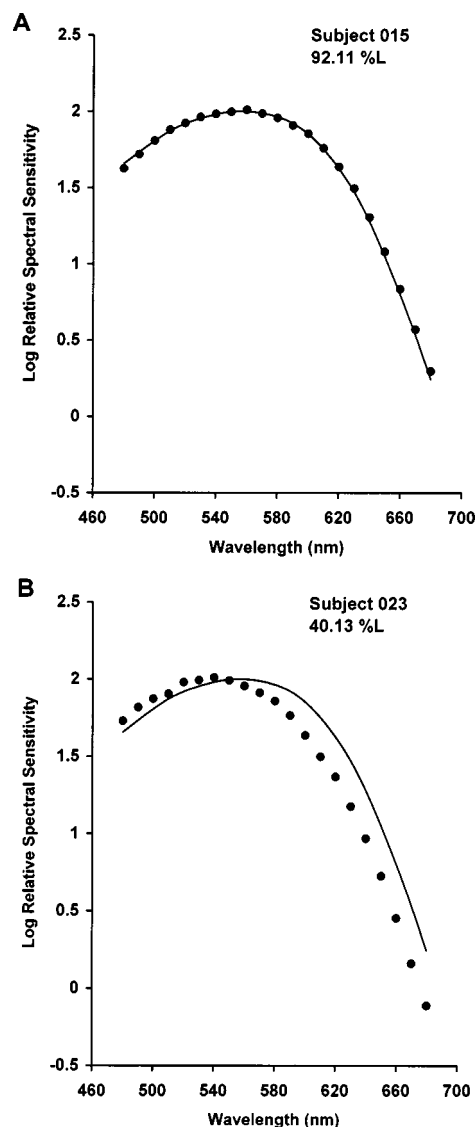 A
Subject 015
92.11 %L
2.5
2
1.5
1
0.5
0
-0.5
460 500 540 580 620 660 700
Log Relative Spectral Sensitivity
Wavelength (nm)
B
Subject 023
40.13 %L
2.5
2
1.5
1
0.5
0
-0.5
460 500 540 580 620 660 700
Log Relative Spectral Sensitivity
Wavelength (nm)